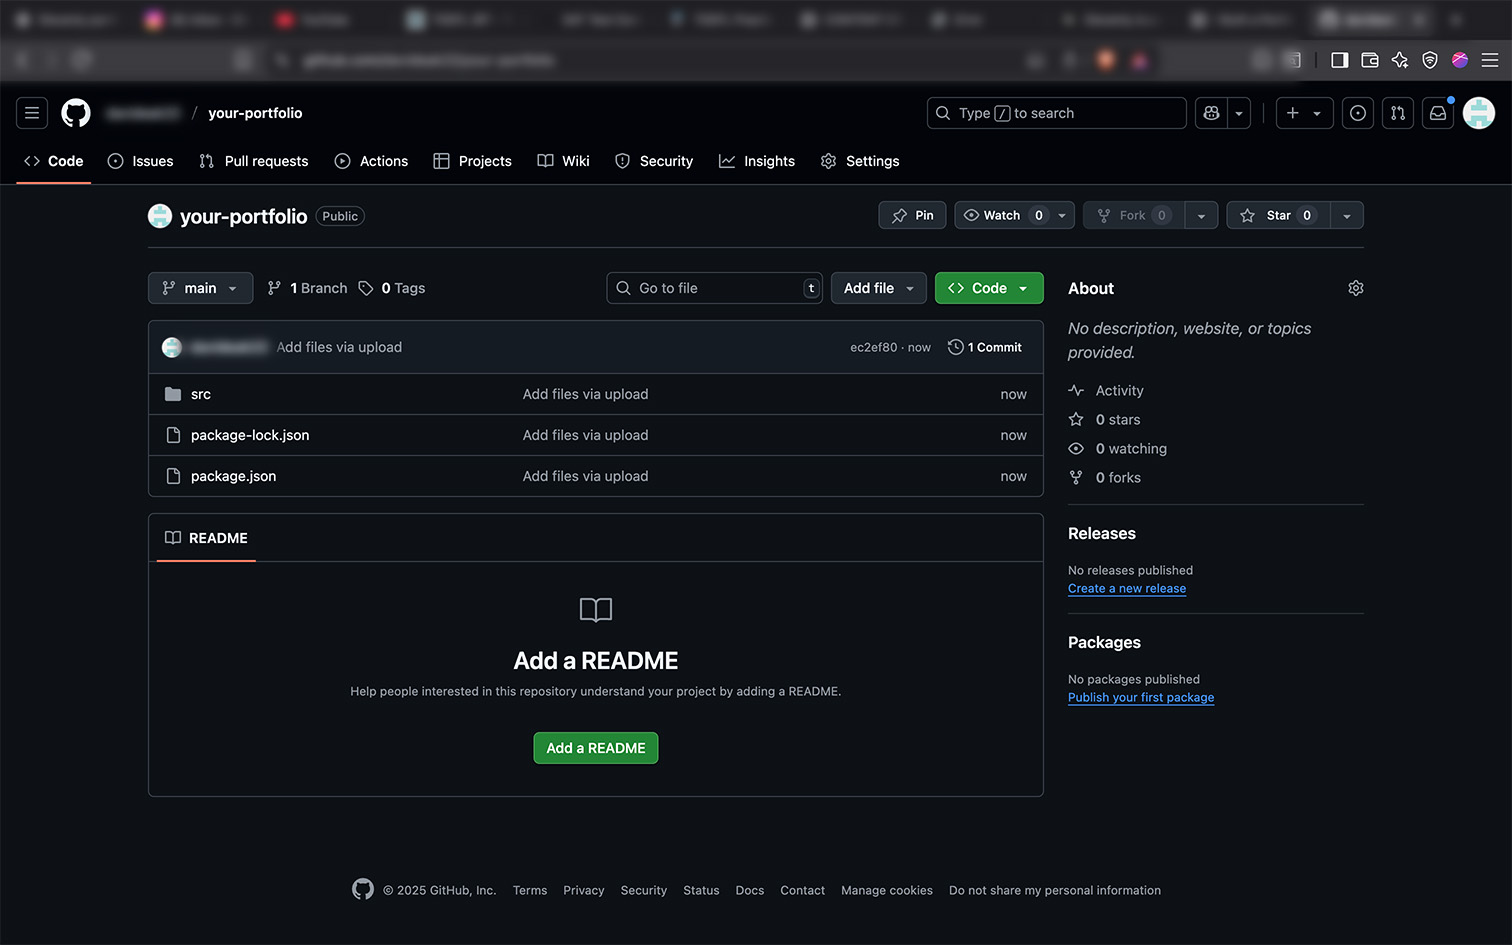 your-portfolio
Type / to search
Code
Issues
Pull requests
Actions
Projects
Wiki
Security
Insights
Settings
your-portfolio Public
Pin
Watch 0
Fork 0
Star 0
main
1 Branch
0 Tags
Go to file t
Add file
Code
Add files via upload
ec2ef80 · now
1 Commit
src Add files via upload now
package-lock.json Add files via upload now
package.json Add files via upload now
README
Add a README
Help people interested in this repository understand your project by adding a README.
Add a README
About
No description, website, or topics
provided.
Activity
0 stars
0 watching
0 forks
Releases
No releases published
Create a new release
Packages
No packages published
Publish your first package
© 2025 GitHub, Inc. Terms Privacy Security Status Docs Contact Manage cookies Do not share my personal information